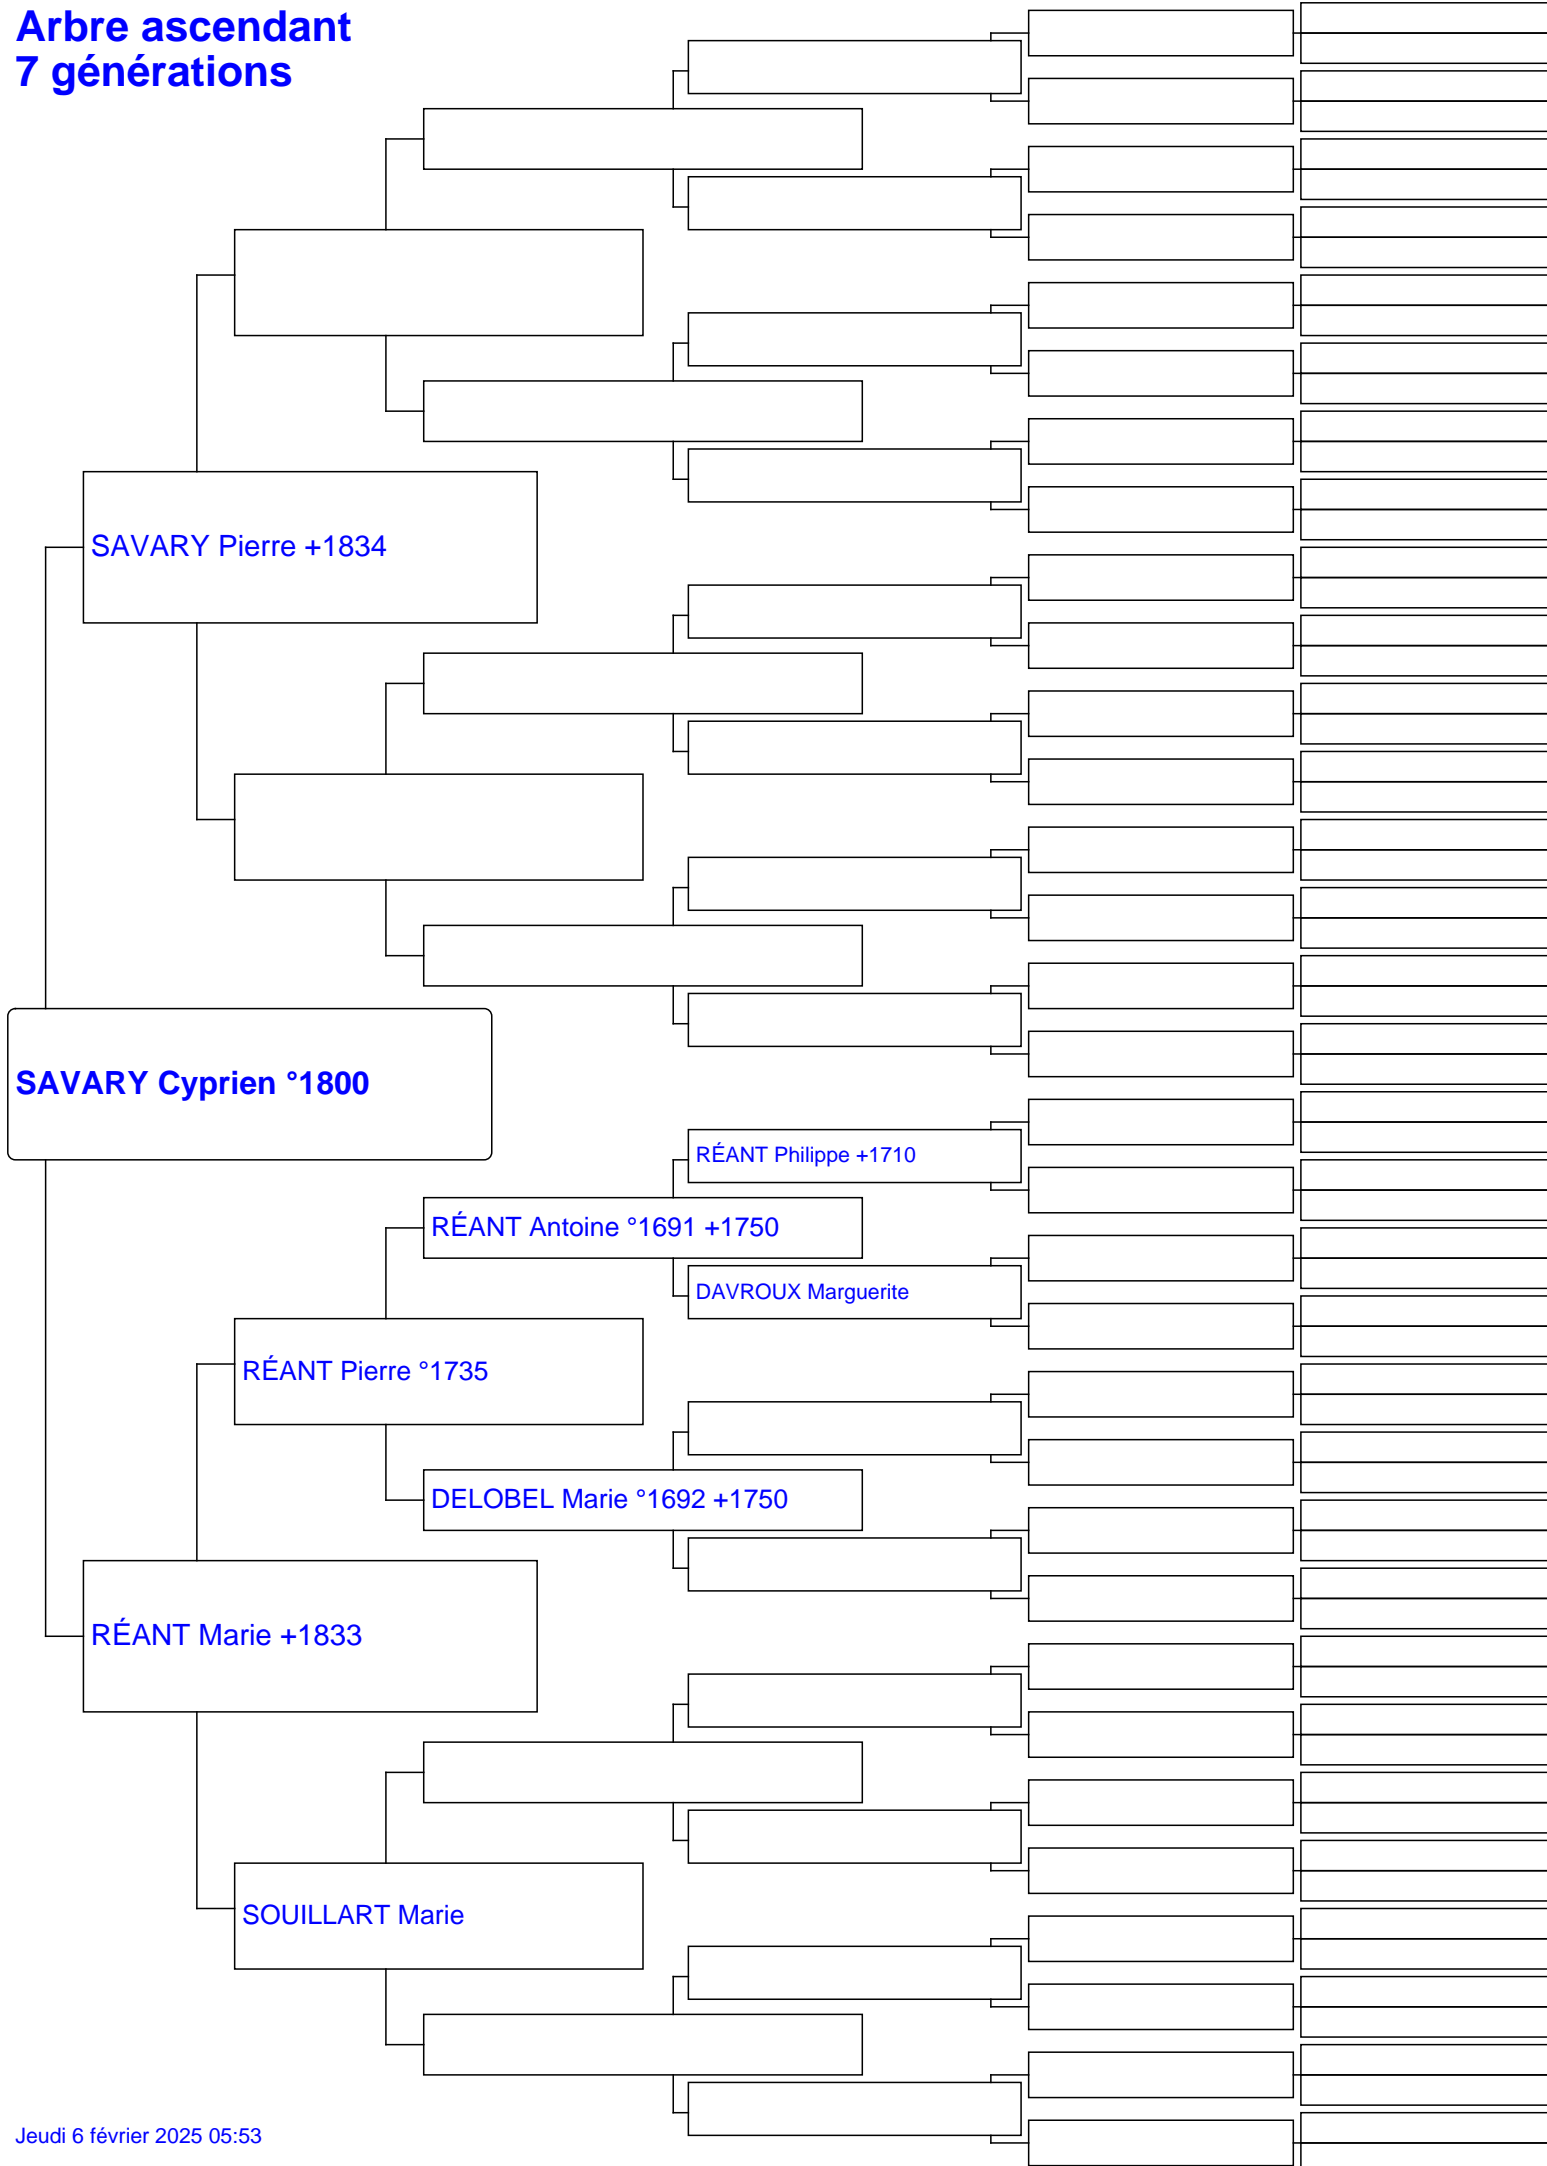 Arbre ascendant
7 générations
SAVARY Pierre +1834
SAVARY Cyprien °1800
RÉANT Philippe +1710
RÉANT Antoine °1691 +1750
DAVROUX Marguerite
RÉANT Pierre °1735
DELOBEL Marie °1692 +1750
RÉANT Marie +1833
SOUILLART Marie
Jeudi 6 février 2025 05:53